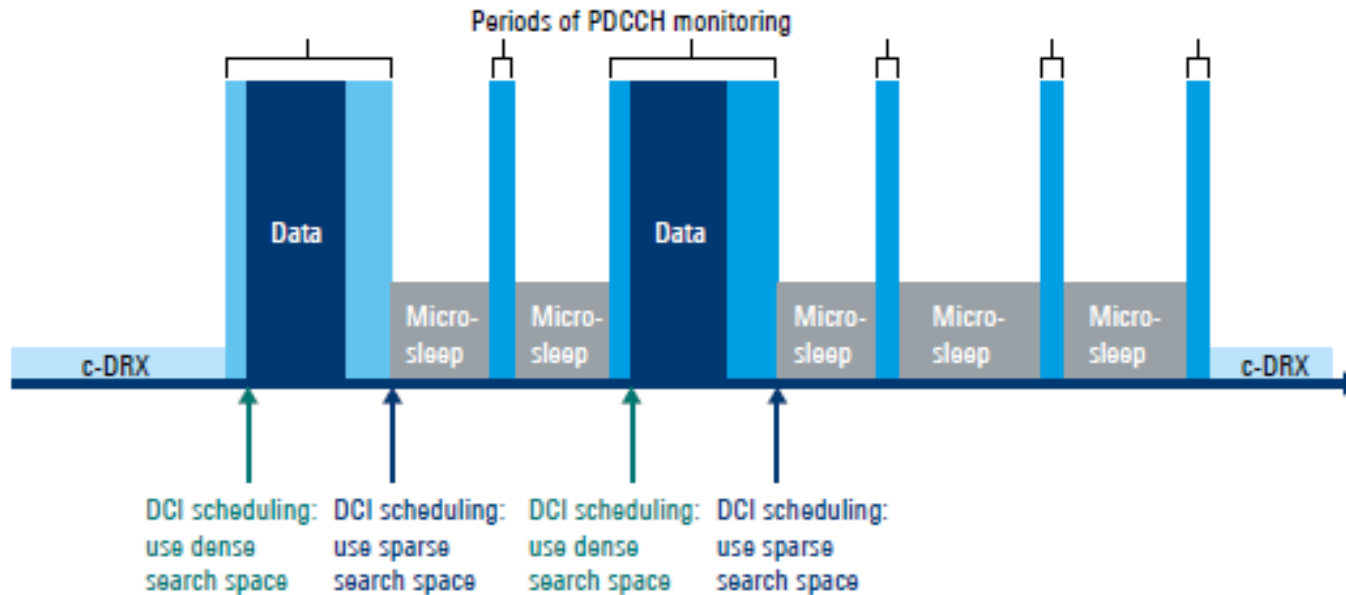 Periods of PDCCH monitoring
Data
Data
Micro-
sleep
Micro-
sleep
Micro-
sleep
Micro-
sleep
Micro-
sleep
c-DRX
c-DRX
DCI scheduling:
use dense
search space
DCI scheduling:
use sparse
search space
DCI scheduling:
use dense
search space
DCI scheduling:
use sparse
search space